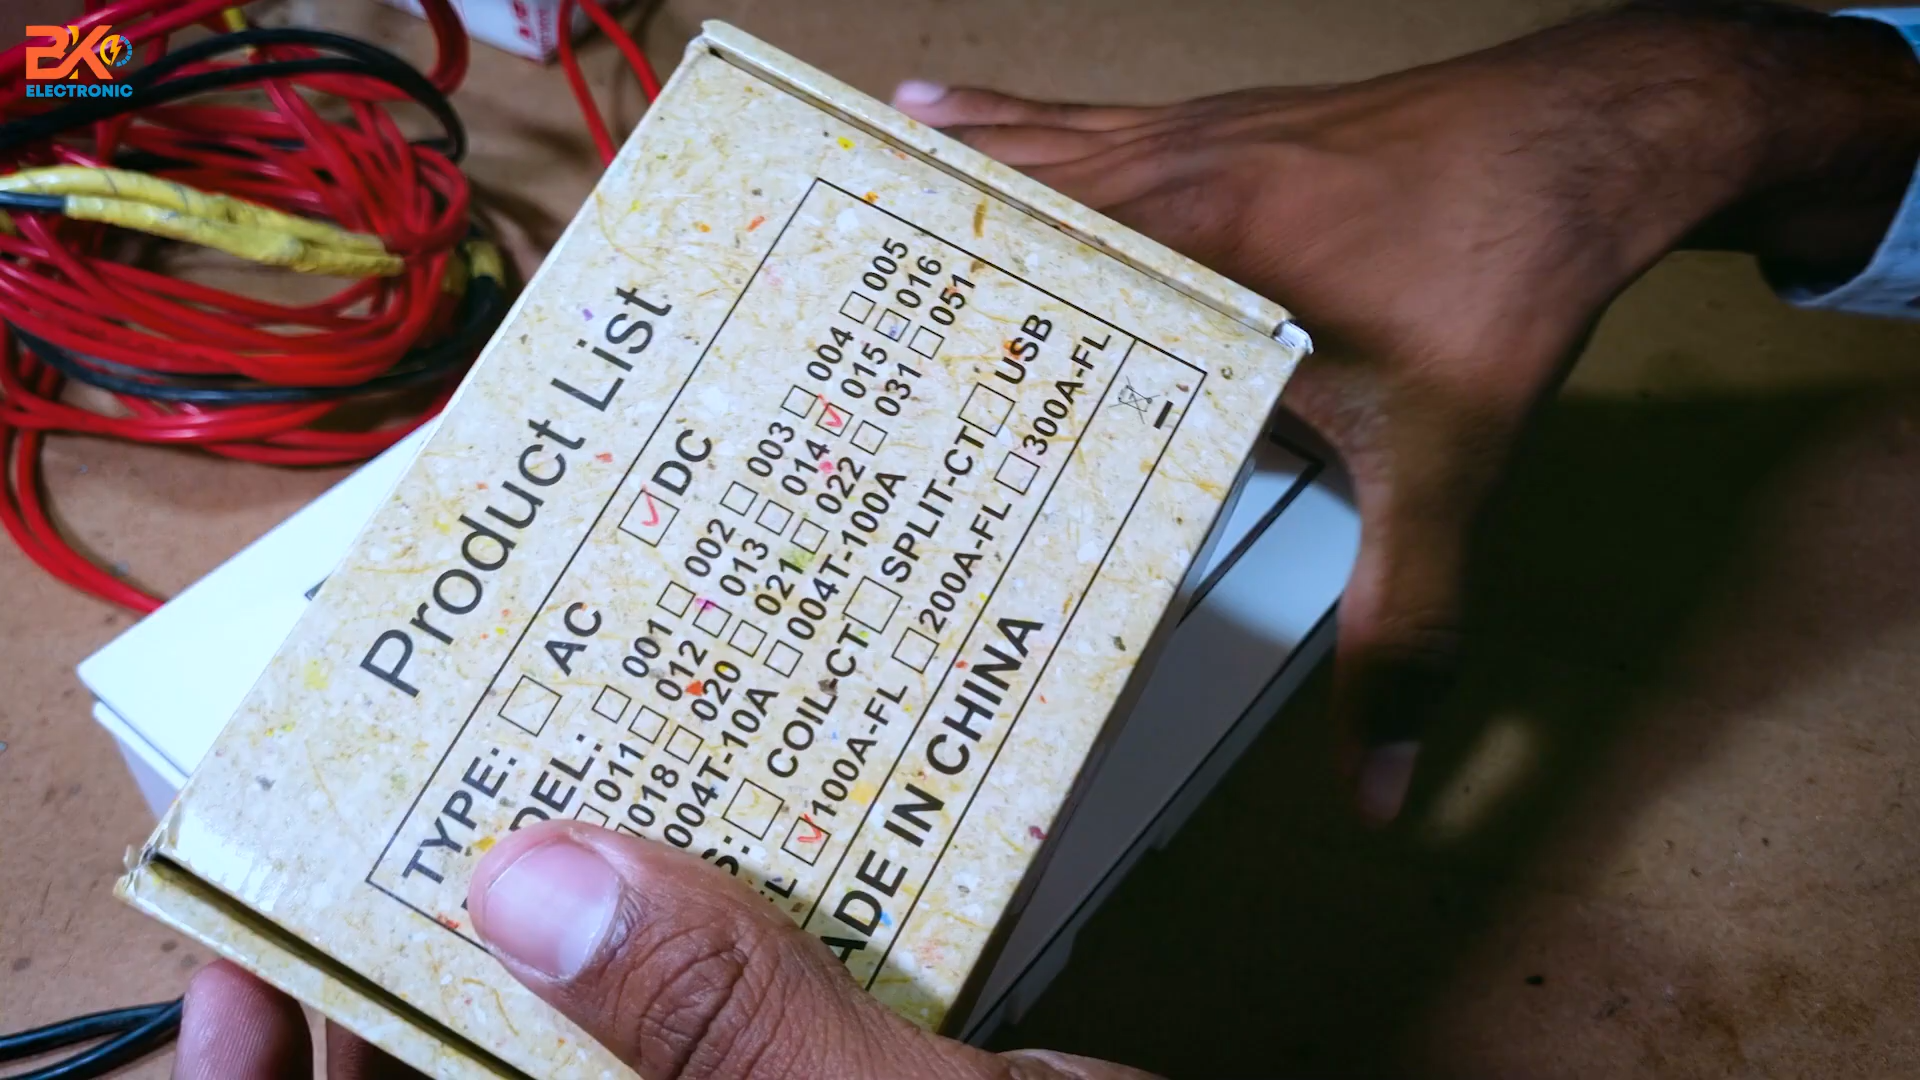 BK
ELECTRONIC
Product List
TYPE: ☐ AC ☑ DC
DEL: ☐ 001 ☐ 002 ☐ 003 ☐ 004 ☐ 005
☐ 011 ☐ 012 ☐ 013 ☐ 014 ☑ 015 ☐ 016
☐ 018 ☐ 020 ☐ 021 ☐ 022 ☐ 031 ☐ 051
004T-10A ☐ 004T-100A
S: ☐ COIL-CT ☐ SPLIT-CT ☐ USB
L ☑ 100A-FL ☐ 200A-FL ☐ 300A-FL
ADE IN CHINA